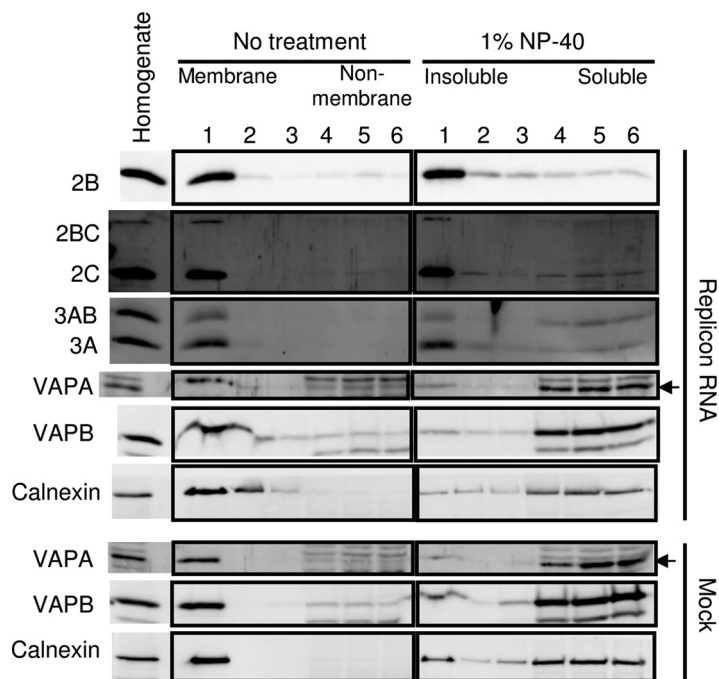 Homogenate
No treatment
1% NP-40
Membrane
Non-
membrane
Insoluble
Soluble
1 2 3 4 5 6
1 2 3 4 5 6
2B
2BC
2C
3AB
3A
VAPA
VAPB
Calnexin
Replicon RNA
VAPA
VAPB
Calnexin
Mock